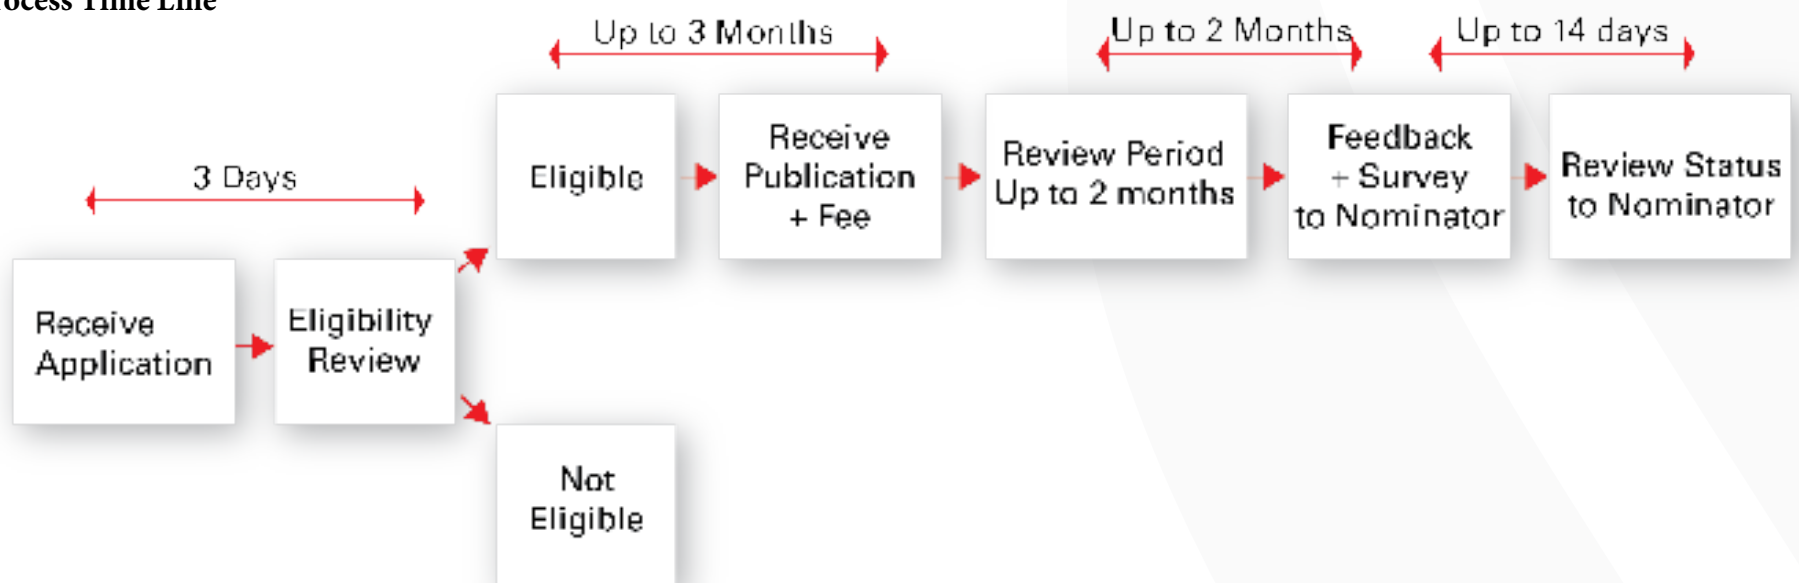 Time Line
Up to 3 Months
Up to 2 Months
Up to 14 days
3 Days
Receive
Application
Eligibility
Review
Eligible
Receive
Publication
+ Fee
Review Period
Up to 2 months
Feedback
+ Survey
to Nominator
Review Status
to Nominator
Not
Eligible